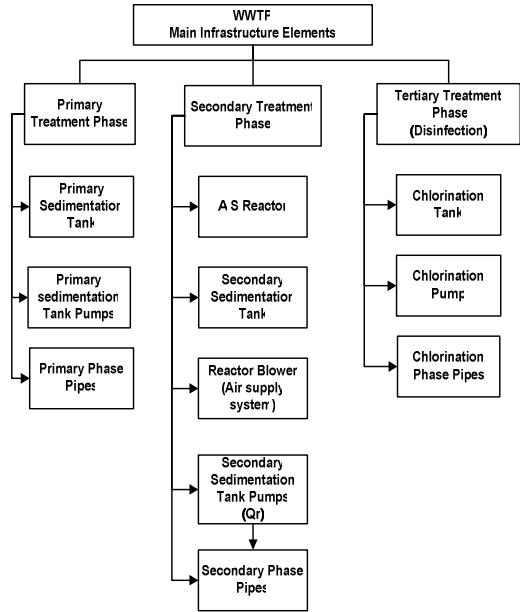 WWTF
Main Infrastructure Elements
Primary
Treatment Phase
Primary
Sedimentation
Tank
Primary
sedimentation
Tank Pumps
Primary Phase
Pipes
Secondary Treatment
Phase
A S Reactor
Secondary
Sedimentation
Tank
Reactor Blower
(Air supply
system)
Secondary
Sedimentation
Tank Pumps
(Qr)
Secondary Phase
Pipes
Tertiary Treatment
Phase
(Disinfection)
Chlorination
Tank
Chlorination
Pump
Chlorination
Phase Pipes